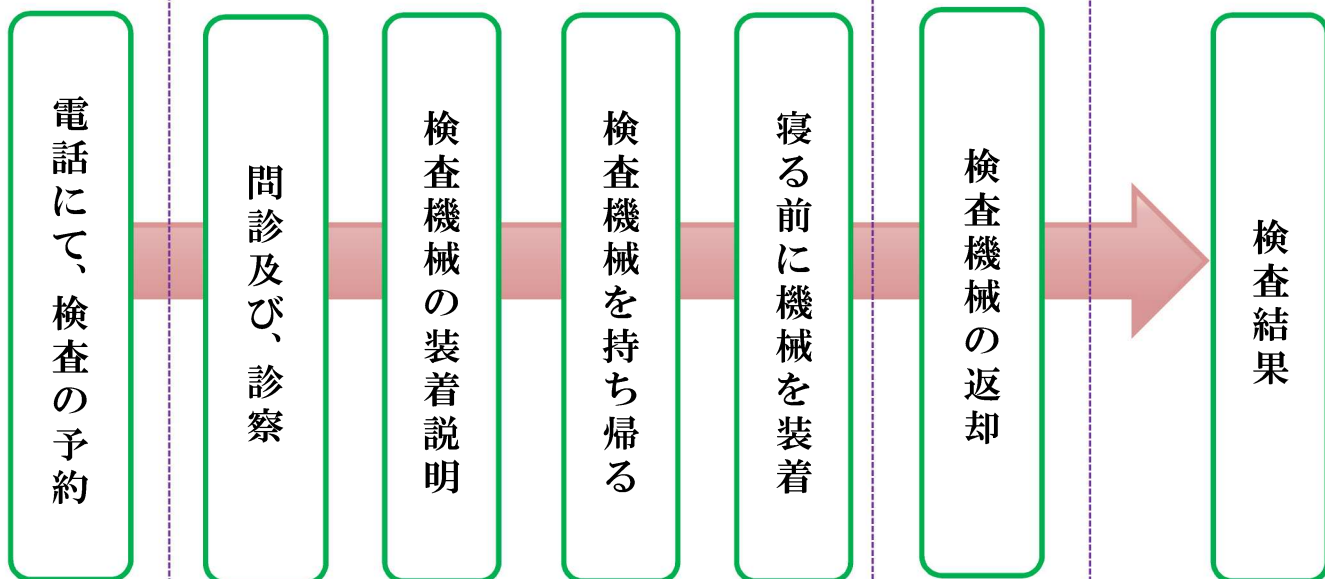 電話にて、検査の予約
問診及び、診察
検査機械の装着説明
検査機械を持ち帰る
寝る前に機械を装着
検査機械の返却
検査結果